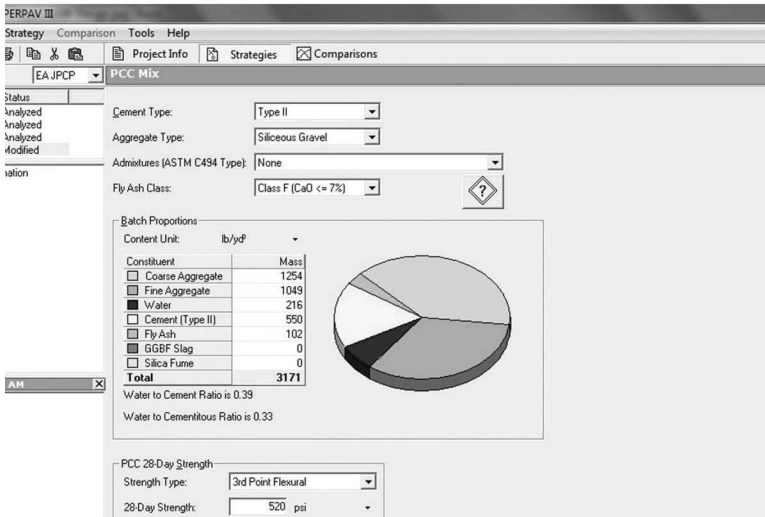 PERPAV III
Strategy Comparison Tools Help
Project Info Strategies Comparisons
EA JPCP PCC Mix
Status
Analyzed
Analyzed
Analyzed
Modified
Cement Type: Type II
Aggregate Type: Siliceous Gravel
Admixtures (ASTM C494 Type): None
Fly Ash Class: Class F (CaO <= 7%)
?
Batch Proportions
Content Unit: lb/yd³
Constituent Mass
Coarse Aggregate 1254
Fine Aggregate 1049
Water 216
Cement (Type II) 550
Fly Ash 102
GGBF Slag 0
Silica Fume 0
Total 3171
AM X
Water to Cement Ratio is 0.39
Water to Cementitous Ratio is 0.33
PCC 28-Day Strength
Strength Type: 3rd Point Flexural
28-Day Strength: 520 psi